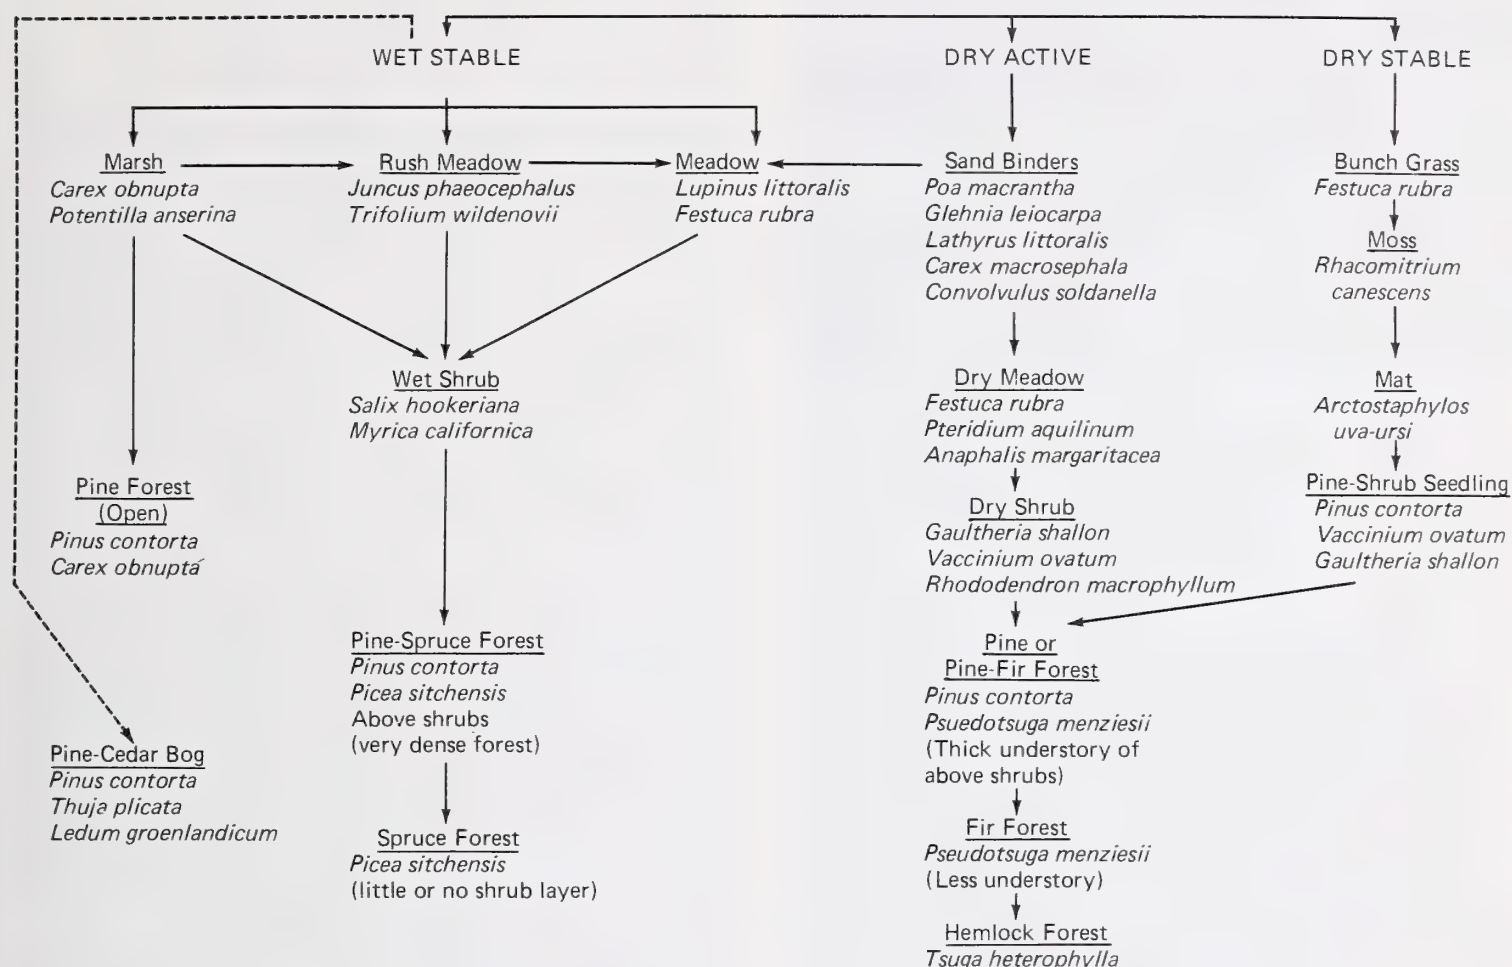 WET STABLE
DRY ACTIVE
DRY STABLE
Marsh
Carex obnupta
Potentilla anserina
Rush Meadow
Juncus phaeocephalus
Trifolium wildenovii
Meadow
Lupinus littoralis
Festuca rubra
Sand Binders
Poa macrantha
Glehnia leiocarpa
Lathyrus littoralis
Carex macrosephala
Convolvulus soldanella
Bunch Grass
Festuca rubra
Moss
Rhacomitrium
canescens
Wet Shrub
Salix hookeriana
Myrica californica
Dry Meadow
Festuca rubra
Pteridium aquilinum
Anaphalis margaritacea
Mat
Arctostaphylos
uva-ursi
Pine Forest
(Open)
Pinus contorta
Carex obnupta
Dry Shrub
Gaultheria shallon
Vaccinium ovatum
Rhododendron macrophyllum
Pine-Shrub Seedling
Pinus contorta
Vaccinium ovatum
Gaultheria shallon
Pine-Spruce Forest
Pinus contorta
Picea sitchensis
Above shrubs
(very dense forest)
Pine or
Pine-Fir Forest
Pinus contorta
Psuedotsuga menziesii
(Thick understory of
above shrubs)
Pine-Cedar Bog
Pinus contorta
Thuja plicata
Ledum groenlandicum
Spruce Forest
Picea sitchensis
(little or no shrub layer)
Fir Forest
Pseudotsuga menziesii
(Less understory)
Hemlock Forest
Tsuga heterophylla